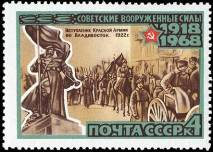 СОВЕТСКИЕ ВООРУЖЕННЫЕ СИЛЫ
1918
1968
ВСТУПЛЕНИЕ КРАСНОЙ АРМИИ
ВО ВЛАДИВОСТОК. 1922 г.
ПОЧТА СССР К 4